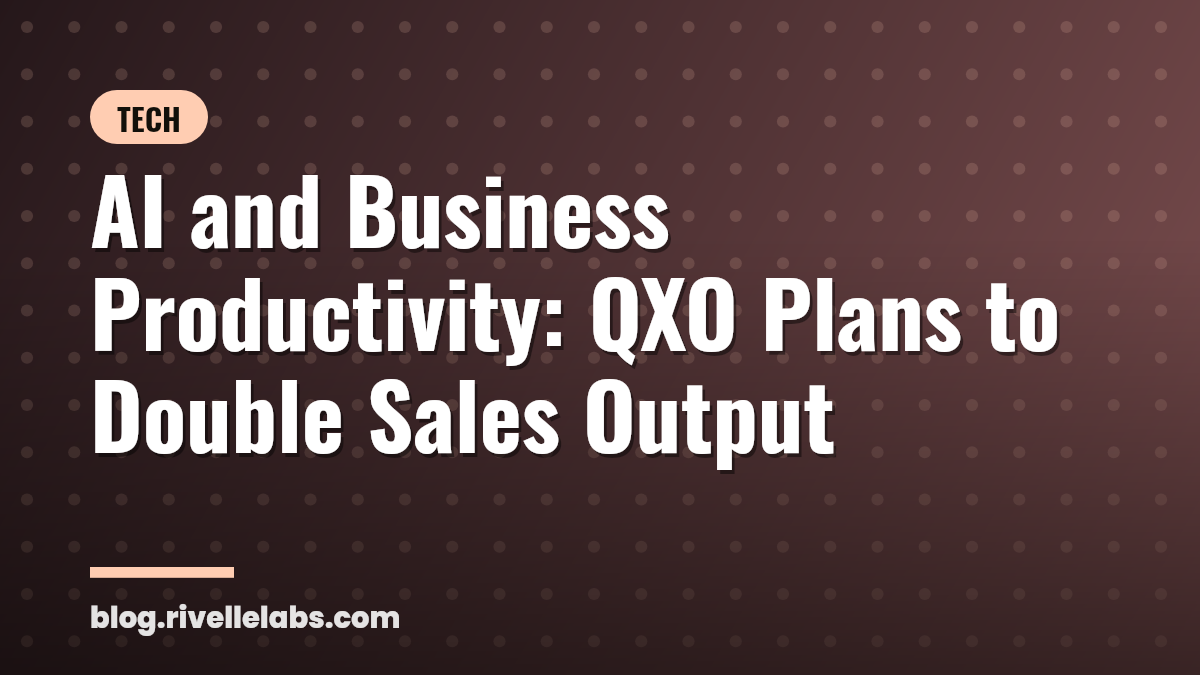 TECH
AI and Business
Productivity: QXO Plans to
Double Sales Output
blog.rivellelabs.com